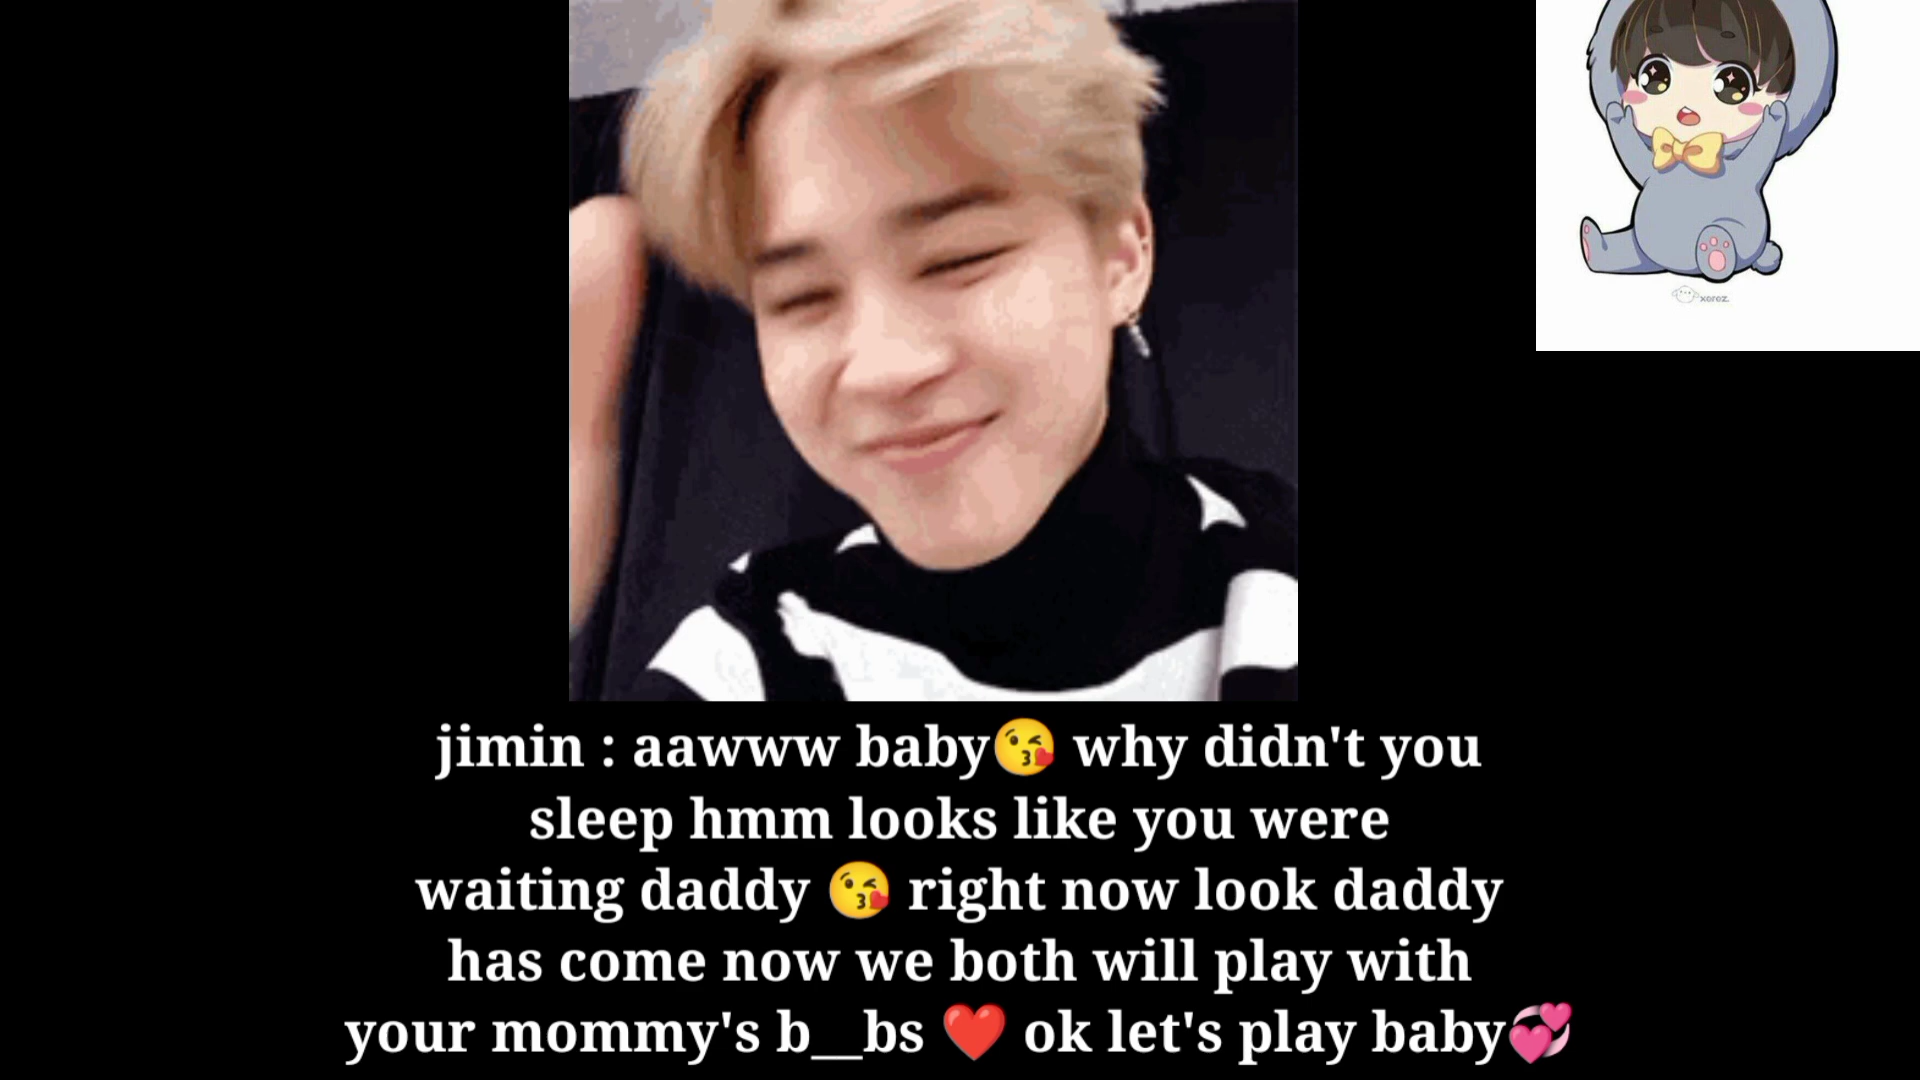 xoroz.
jimin : aawww baby😘 why didn't you
sleep hmm looks like you were
waiting daddy 😘 right now look daddy
has come now we both will play with
your mommy's b__bs ❤️ ok let's play baby💞